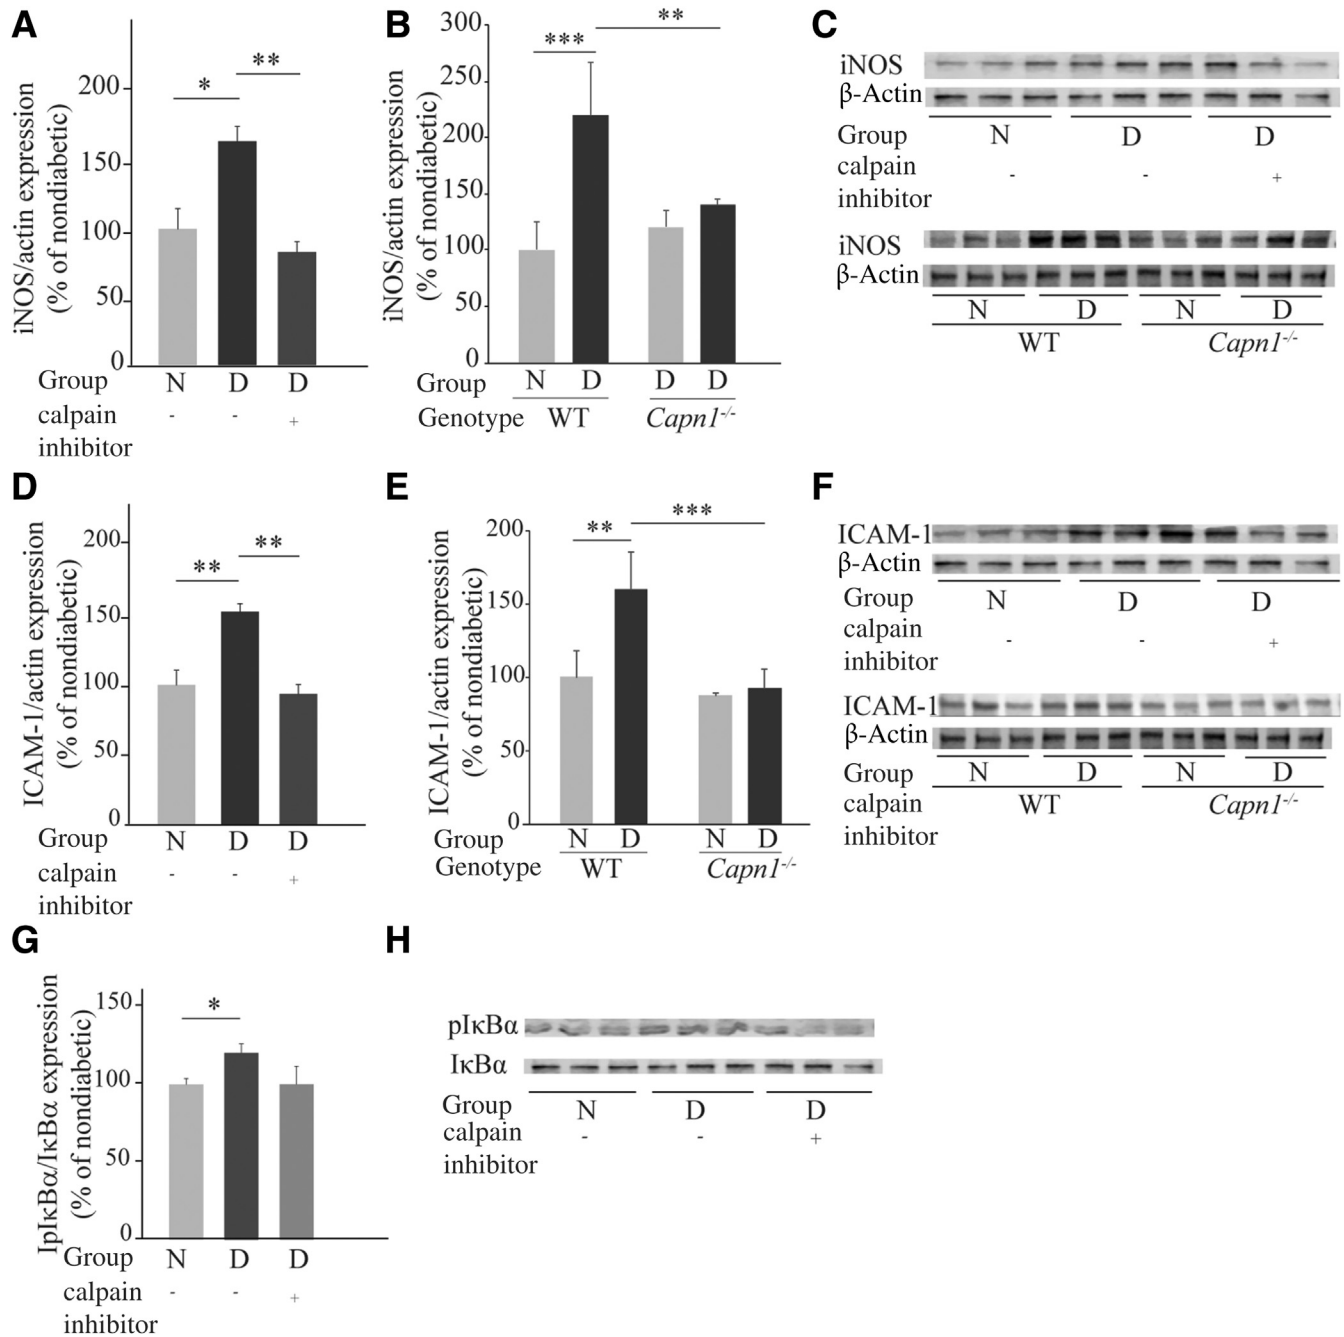 A
iNOS/actin expression
(% of nondiabetic)
200
150
100
50
0
*
**
Group N D D
calpain - - +
inhibitor
B
iNOS/actin expression
(% of nondiabetic)
300
250
200
150
100
50
0
***
**
Group N D D D
Genotype WT Capn1-/-
C
iNOS
β-Actin
Group N D D
calpain - - +
inhibitor
iNOS
β-Actin
N D N D
WT Capn1-/-
D
ICAM-1/actin expression
(% of nondiabetic)
200
150
100
50
0
**
**
Group N D D
calpain - - +
inhibitor
E
ICAM-1/actin expression
(% of nondiabetic)
200
150
100
50
0
**
***
Group N D N D
Genotype WT Capn1-/-
F
ICAM-1
β-Actin
Group N D D
calpain - - +
inhibitor
ICAM-1
β-Actin
Group N D N D
calpain WT Capn1-/-
inhibitor
G
IpIκBα/IκBα expression
(% of nondiabetic)
150
100
50
0
*
Group N D D
calpain - - +
inhibitor
H
pIκBα
IκBα
Group N D D
calpain - - +
inhibitor